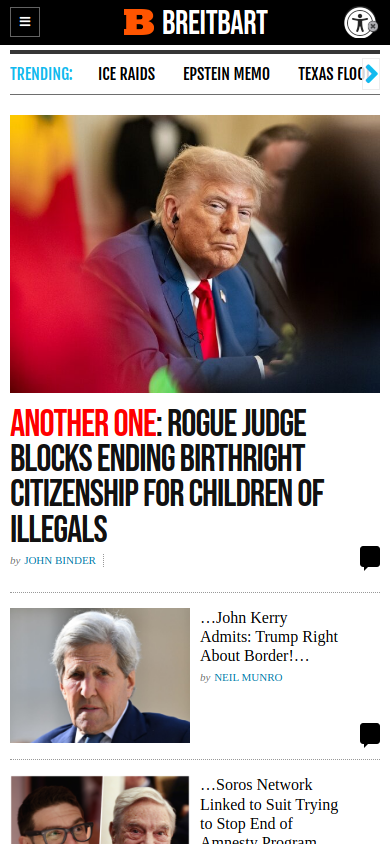 BREITBART
TRENDING:
ICE RAIDS
EPSTEIN MEMO
TEXAS FLOO
ANOTHER ONE: ROGUE JUDGE
BLOCKS ENDING BIRTHRIGHT
CITIZENSHIP FOR CHILDREN OF
ILLEGALS
by JOHN BINDER
…John Kerry
Admits: Trump Right
About Border!…
by NEIL MUNRO
…Soros Network
Linked to Suit Trying
to Stop End of
Amnesty Program